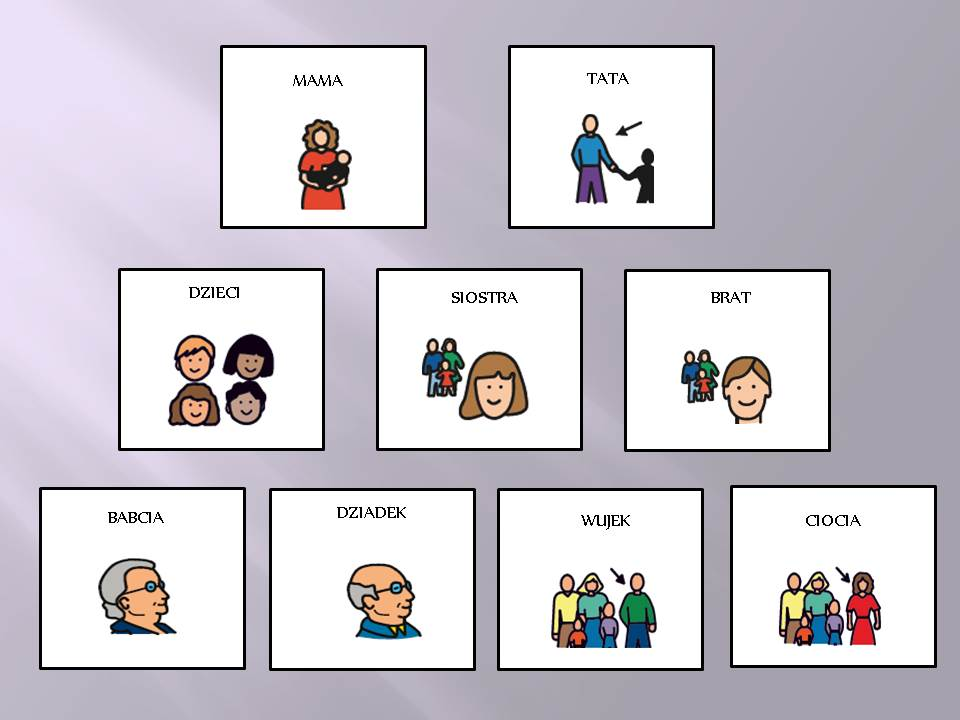 MAMA
TATA
DZIECI
SIOSTRA
BRAT
BABCIA
DZIADEK
WUJEK
CIOCIA